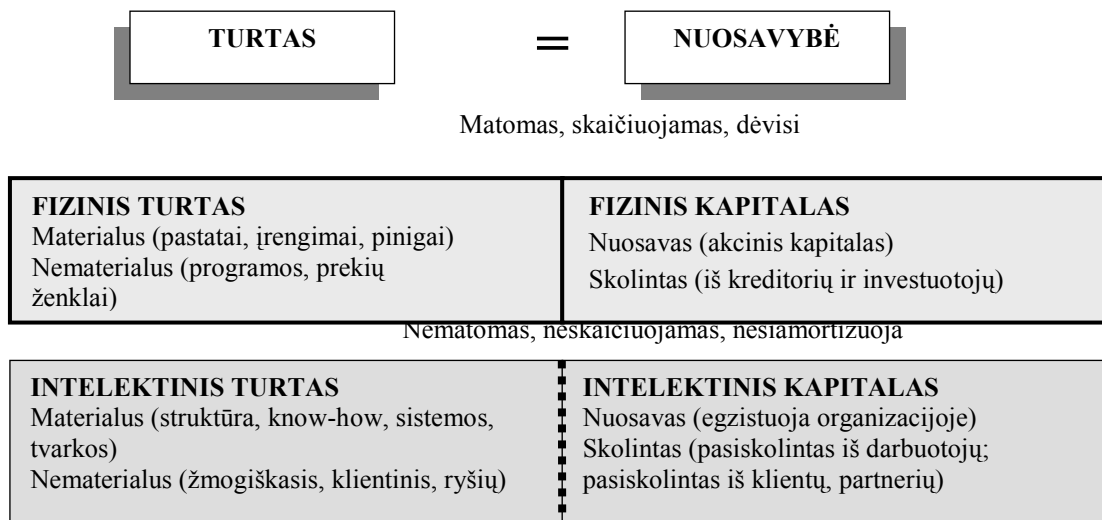 TURTAS = NUOSAVYBĖ
Matomas, skaičiuojamas, dėvisi
FIZINIS TURTAS
Materialus (pastatai, įrengimai, pinigai)
Nematerialus (programos, prekių
ženklai)
FIZINIS KAPITALAS
Nuosavas (akcinis kapitalas)
Skolintas (iš kreditorių ir investuotojų)
Nematomas, neskaičiuojamas, nesiamortizuoja
INTELEKTINIS TURTAS
Materialus (struktūra, know-how, sistemos,
tvarkos)
Nematerialus (žmogiškasis, klientinis, ryšių)
INTELEKTINIS KAPITALAS
Nuosavas (egzistuoja organizacijoje)
Skolintas (pasiskolintas iš darbuotojų;
pasiskolintas iš klientų, partnerių)